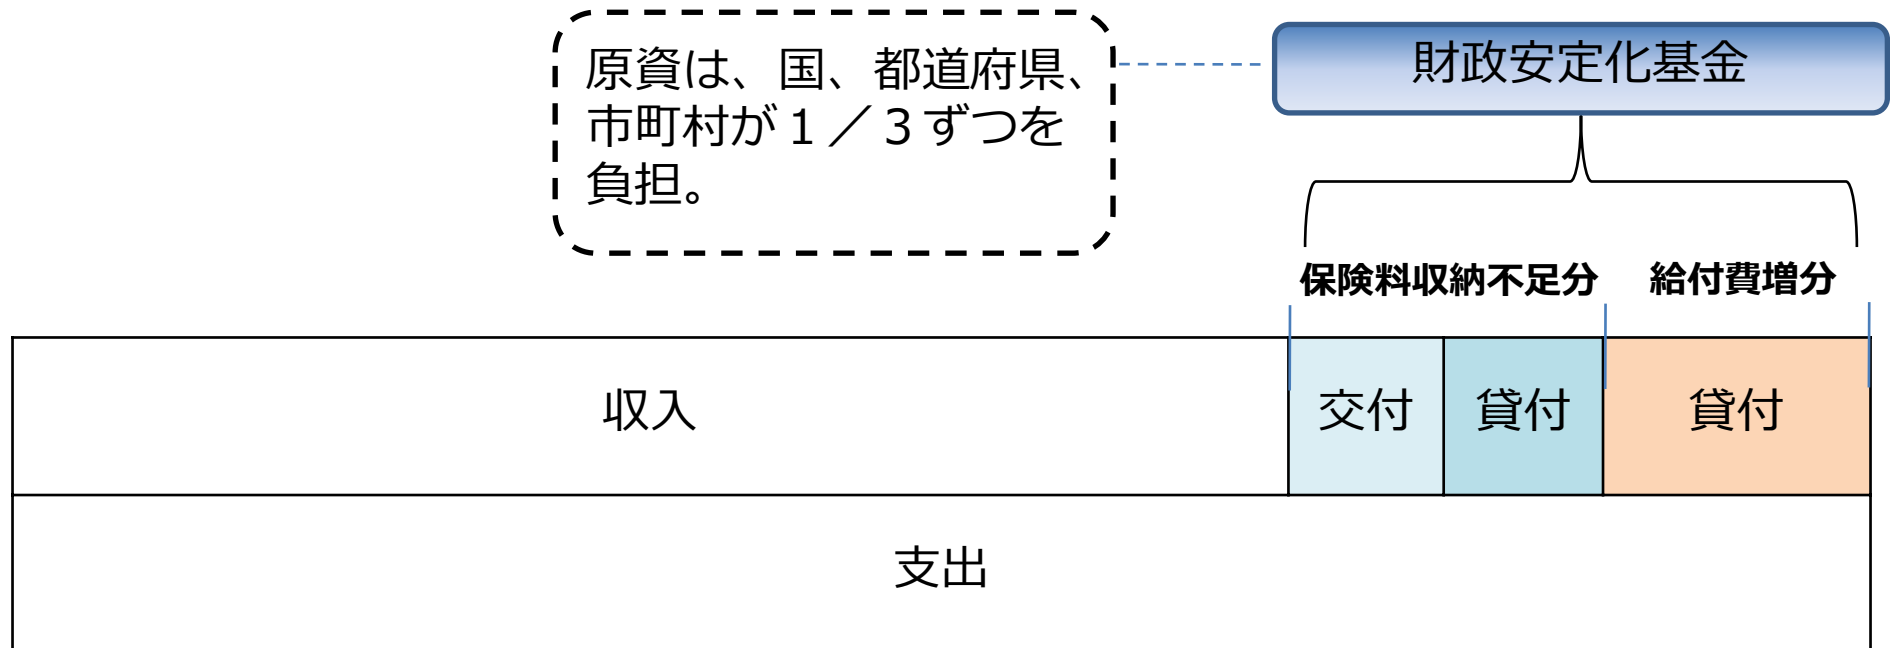 原資は、国、都道府県、
市町村が１／３ずつを
負担。
財政安定化基金
保険料収納不足分
給付費増分
収入
交付
貸付
貸付
支出